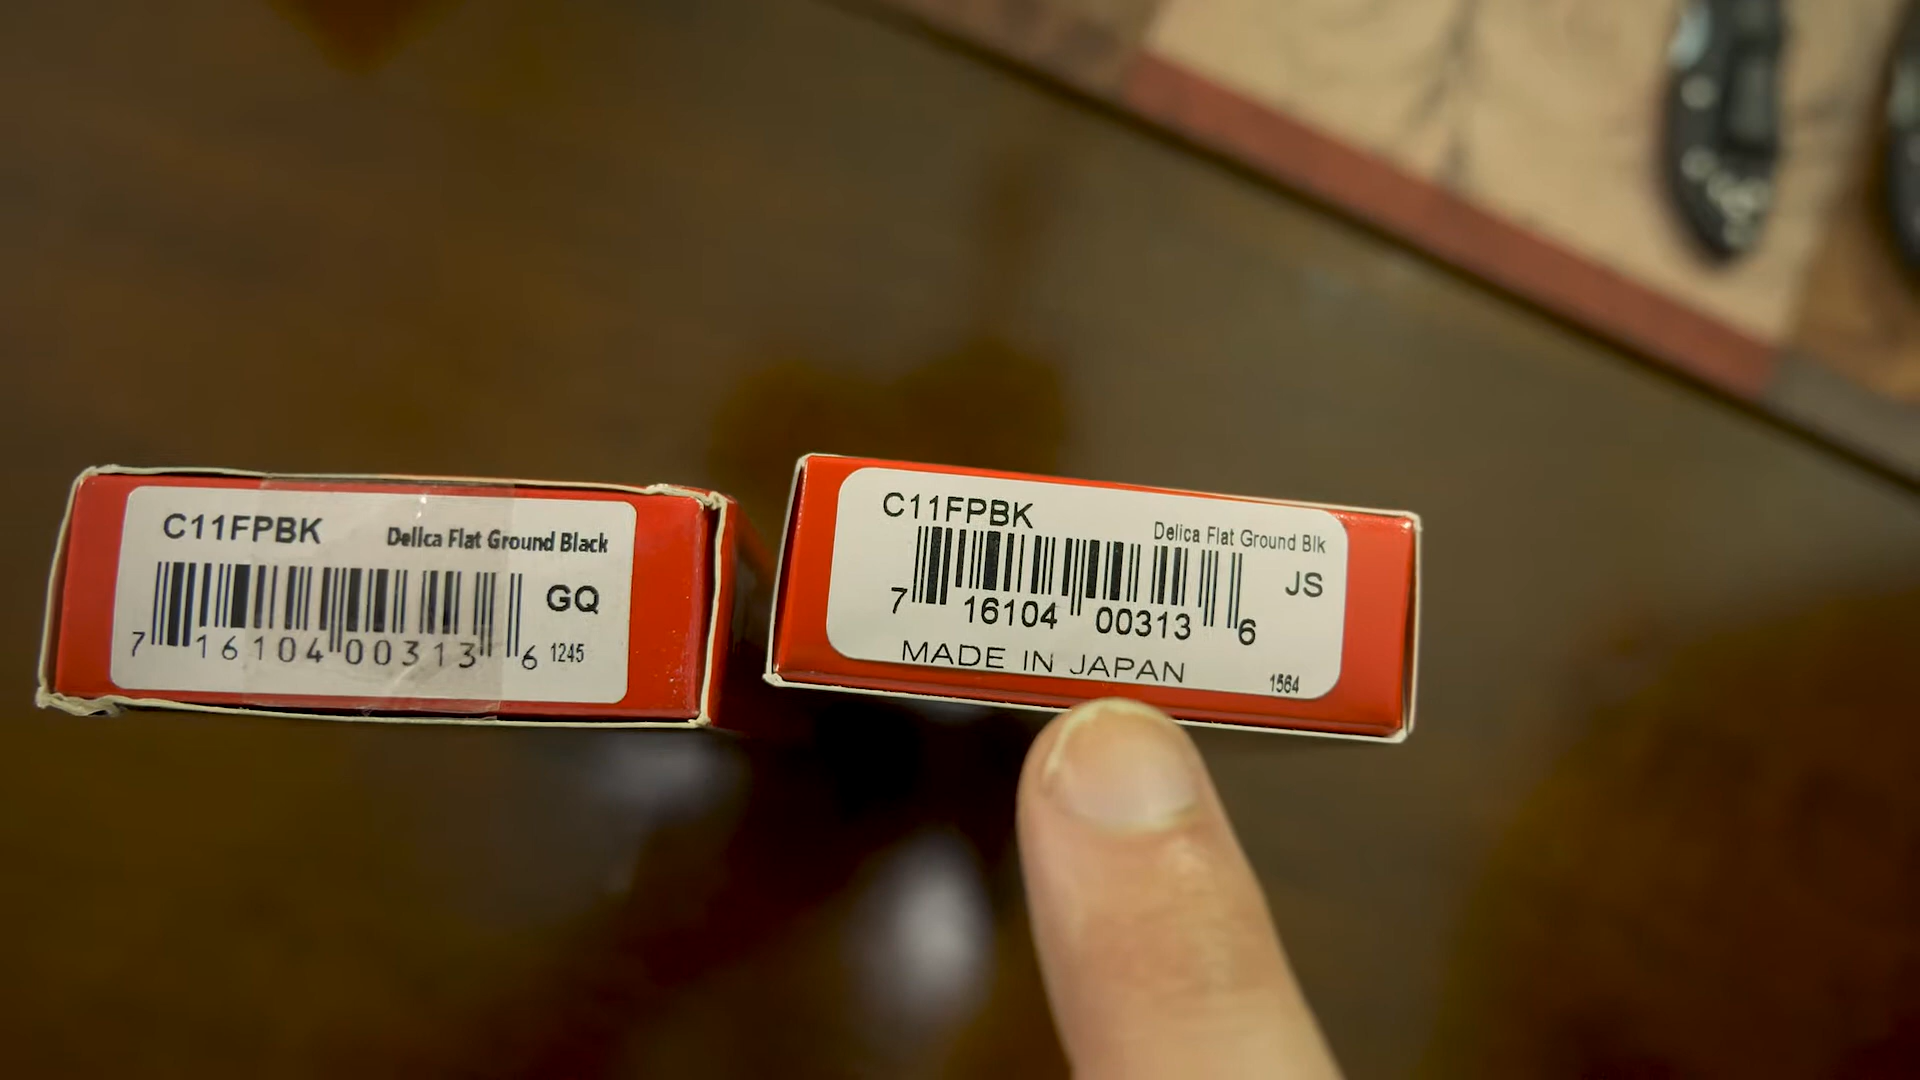 C11FPBK
Delica Flat Ground Black
GQ
7 16104 00313 6 1245
C11FPBK
Delica Flat Ground Blk
JS
7 16104 00313 6
MADE IN JAPAN
1564